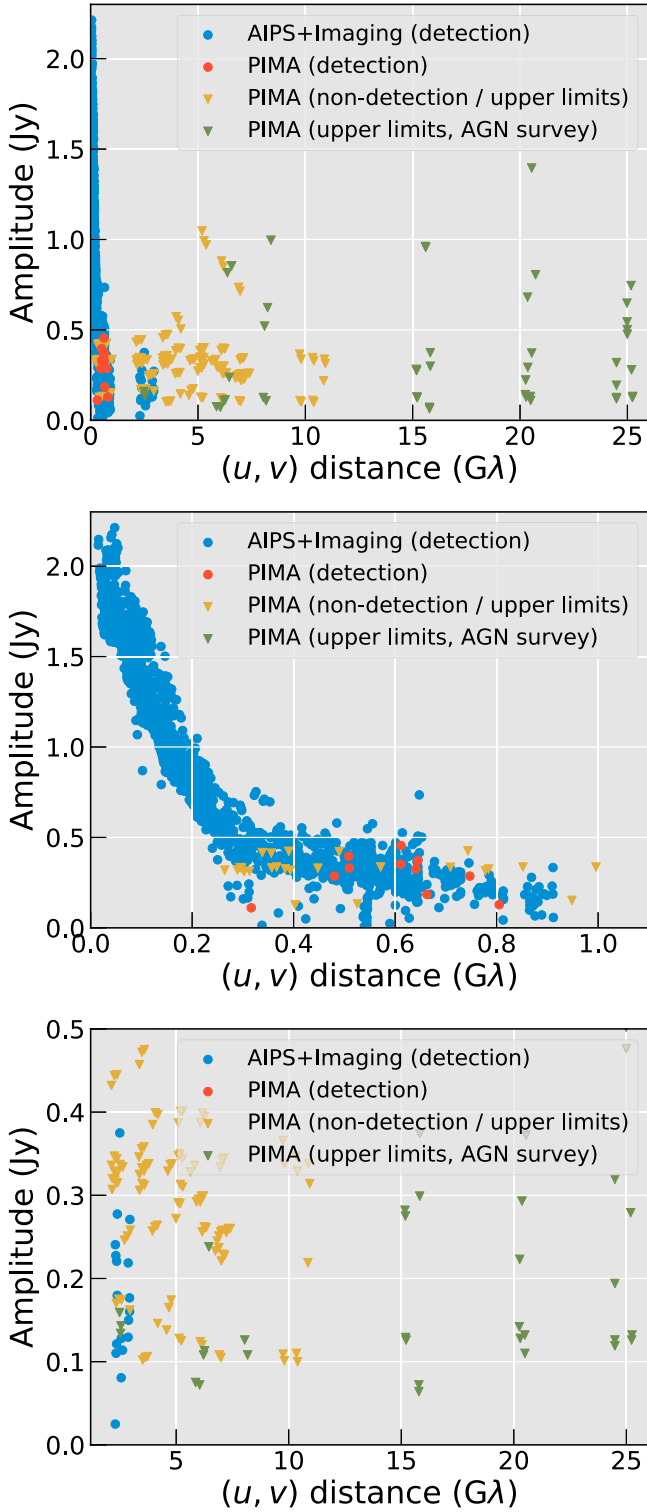 2.0
1.5
1.0
0.5
0.0
Amplitude (Jy)
AIPS+Imaging (detection)
PIMA (detection)
PIMA (non-detection / upper limits)
PIMA (upper limits, AGN survey)
0 5 10 15 20 25
(u, v) distance (Gλ)
2.0
1.5
1.0
0.5
0.0
Amplitude (Jy)
AIPS+Imaging (detection)
PIMA (detection)
PIMA (non-detection / upper limits)
PIMA (upper limits, AGN survey)
0.0 0.2 0.4 0.6 0.8 1.0
(u, v) distance (Gλ)
0.5
0.4
0.3
0.2
0.1
0.0
Amplitude (Jy)
AIPS+Imaging (detection)
PIMA (detection)
PIMA (non-detection / upper limits)
PIMA (upper limits, AGN survey)
5 10 15 20 25
(u, v) distance (Gλ)